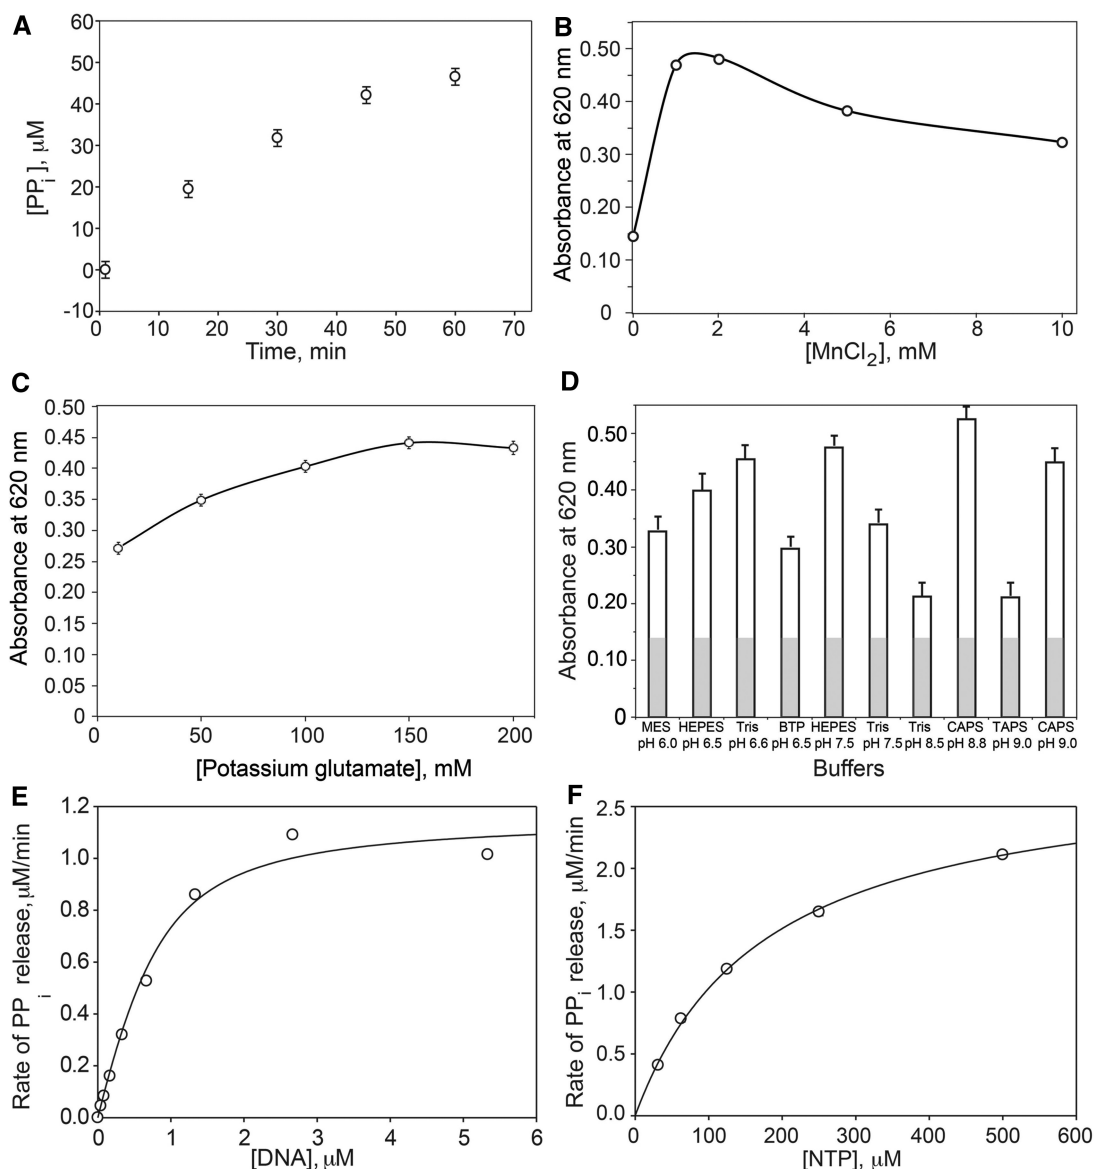 A
60
50
40
30
20
10
0
-10
[PPi], μM
0 10 20 30 40 50 60 70
Time, min
B
0.50
0.40
0.30
0.20
0.10
0
Absorbance at 620 nm
0 2 4 6 8 10
[MnCl2], mM
C
0.50
0.45
0.40
0.35
0.30
0.25
0.20
0.15
0.10
0.05
0
Absorbance at 620 nm
0 50 100 150 200
[Potassium glutamate], mM
D
0.50
0.40
0.30
0.20
0.10
0
Absorbance at 620 nm
MES HEPES Tris BTP HEPES Tris Tris CAPS TAPS CAPS
pH 6.0 pH 6.5 pH 6.6 pH 6.5 pH 7.5 pH 7.5 pH 8.5 pH 8.8 pH 9.0 pH 9.0
Buffers
E
1.2
1.0
0.8
0.6
0.4
0.2
0.0
Rate of PPi release, μM/min
0 1 2 3 4 5 6
[DNA], μM
F
2.5
2.0
1.5
1.0
0.5
0.0
Rate of PPi release, μM/min
0 100 200 300 400 500 600
[NTP], μM